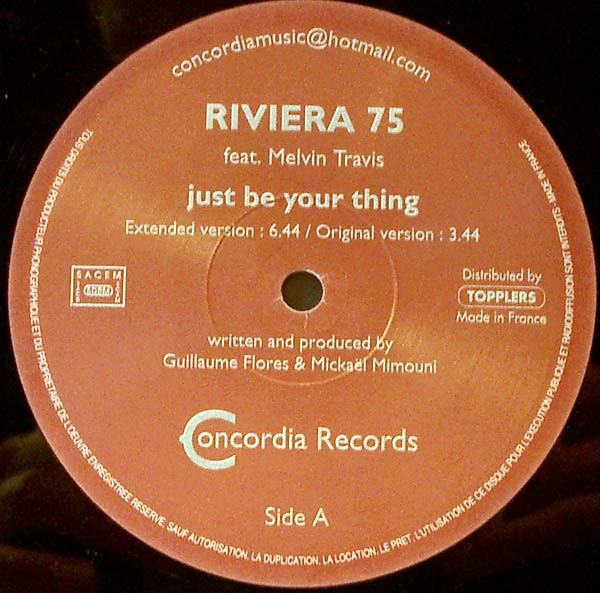 concordiamusic@hotmail.com
RIVIERA 75
feat. Melvin Travis
just be your thing
Extended version : 6.44 / Original version : 3.44
SACEM
SDRM
Distributed by
TOPPLERS
Made in France
written and produced by
Guillaume Flores & Mickaël Mimouni
Concordia Records
Side A
TOUS DROITS DU PRODUCTEUR PHONOGRAPHIQUE ET DU PROPRIETAIRE DE L'OEUVRE ENREGISTREE RESERVE. SAUF AUTORISATION, LA DUPLICATION, LA LOCATION, LE PRET, L'UTILISATION DE CE DISQUE POUR L'EXECUTION PUBLIQUE ET RADIODIFFUSION SONT INTERDITS - MADE IN FRANCE